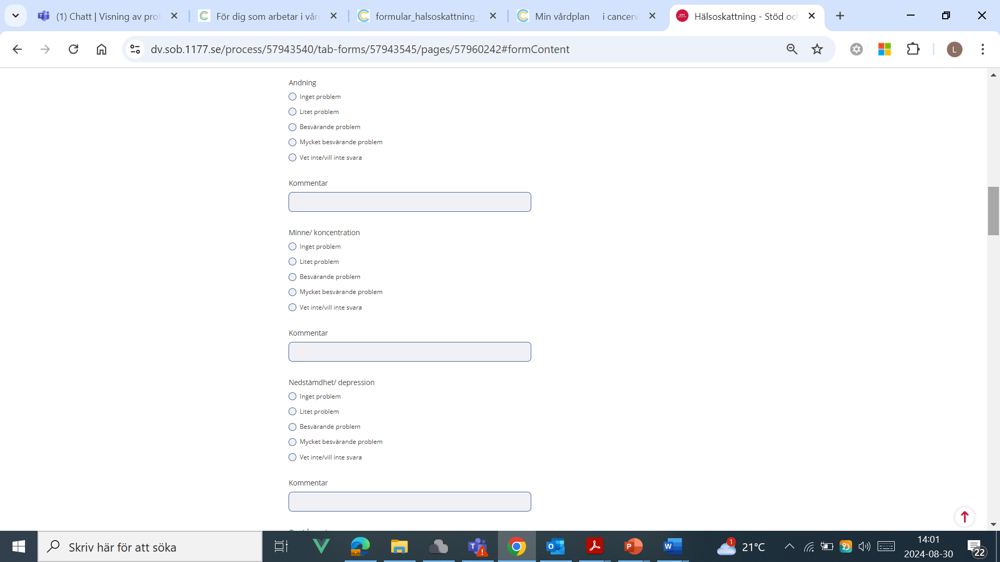 (1) Chatt | Visning av prot
För dig som arbetar i vård
formular_halsoskattning_
Min vårdplan i cancerv
Hälsoskattning - Stöd och
dv.sob.1177.se/process/57943540/tab-forms/57943545/pages/57960242#formContent
L
Andning
Inget problem
Litet problem
Besvärande problem
Mycket besvärande problem
Vet inte/vill inte svara
Kommentar
Minne/ koncentration
Inget problem
Litet problem
Besvärande problem
Mycket besvärande problem
Vet inte/vill inte svara
Kommentar
Nedstämdhet/ depression
Inget problem
Litet problem
Besvärande problem
Mycket besvärande problem
Vet inte/vill inte svara
Kommentar
Skriv här för att söka
1
21°C
14:01
2024-08-30
22